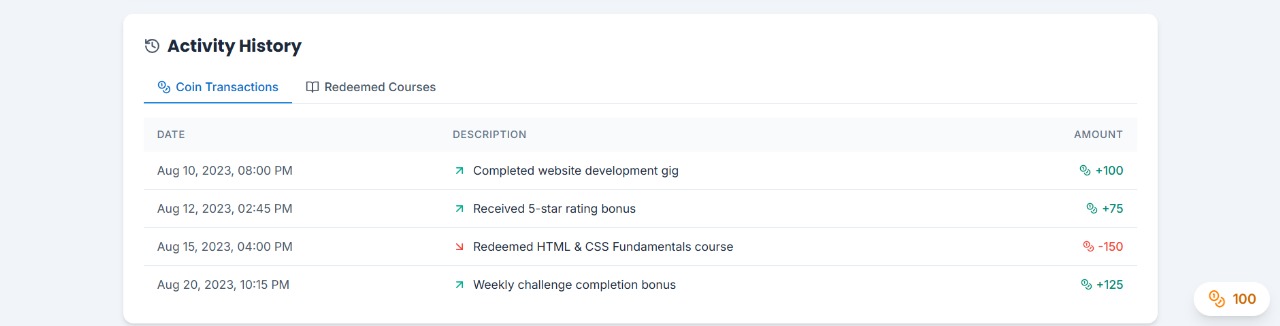 Activity History
Coin Transactions Redeemed Courses
DATE DESCRIPTION AMOUNT
Aug 10, 2023, 08:00 PM Completed website development gig +100
Aug 12, 2023, 02:45 PM Received 5-star rating bonus +75
Aug 15, 2023, 04:00 PM Redeemed HTML & CSS Fundamentals course -150
Aug 20, 2023, 10:15 PM Weekly challenge completion bonus +125
100